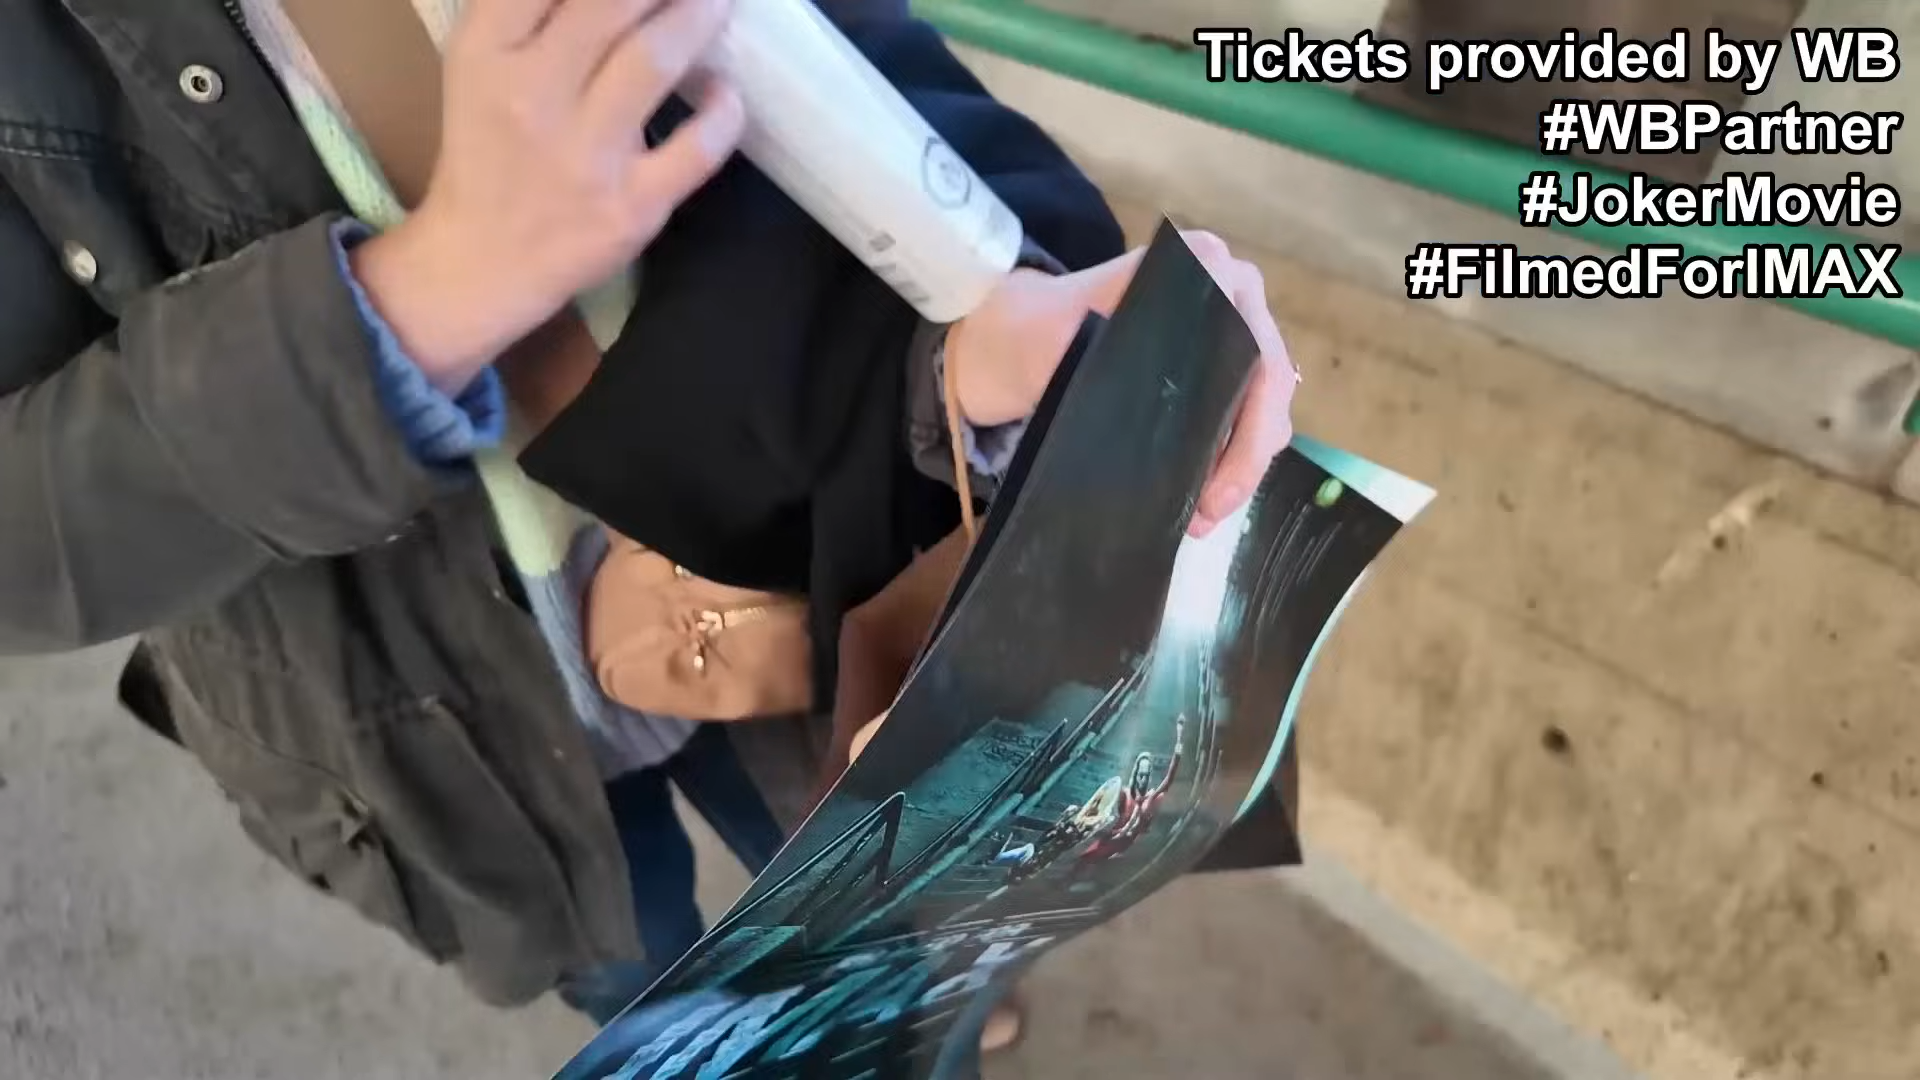 Tickets provided by WB
#WBPartner
#JokerMovie
#FilmedForIMAX